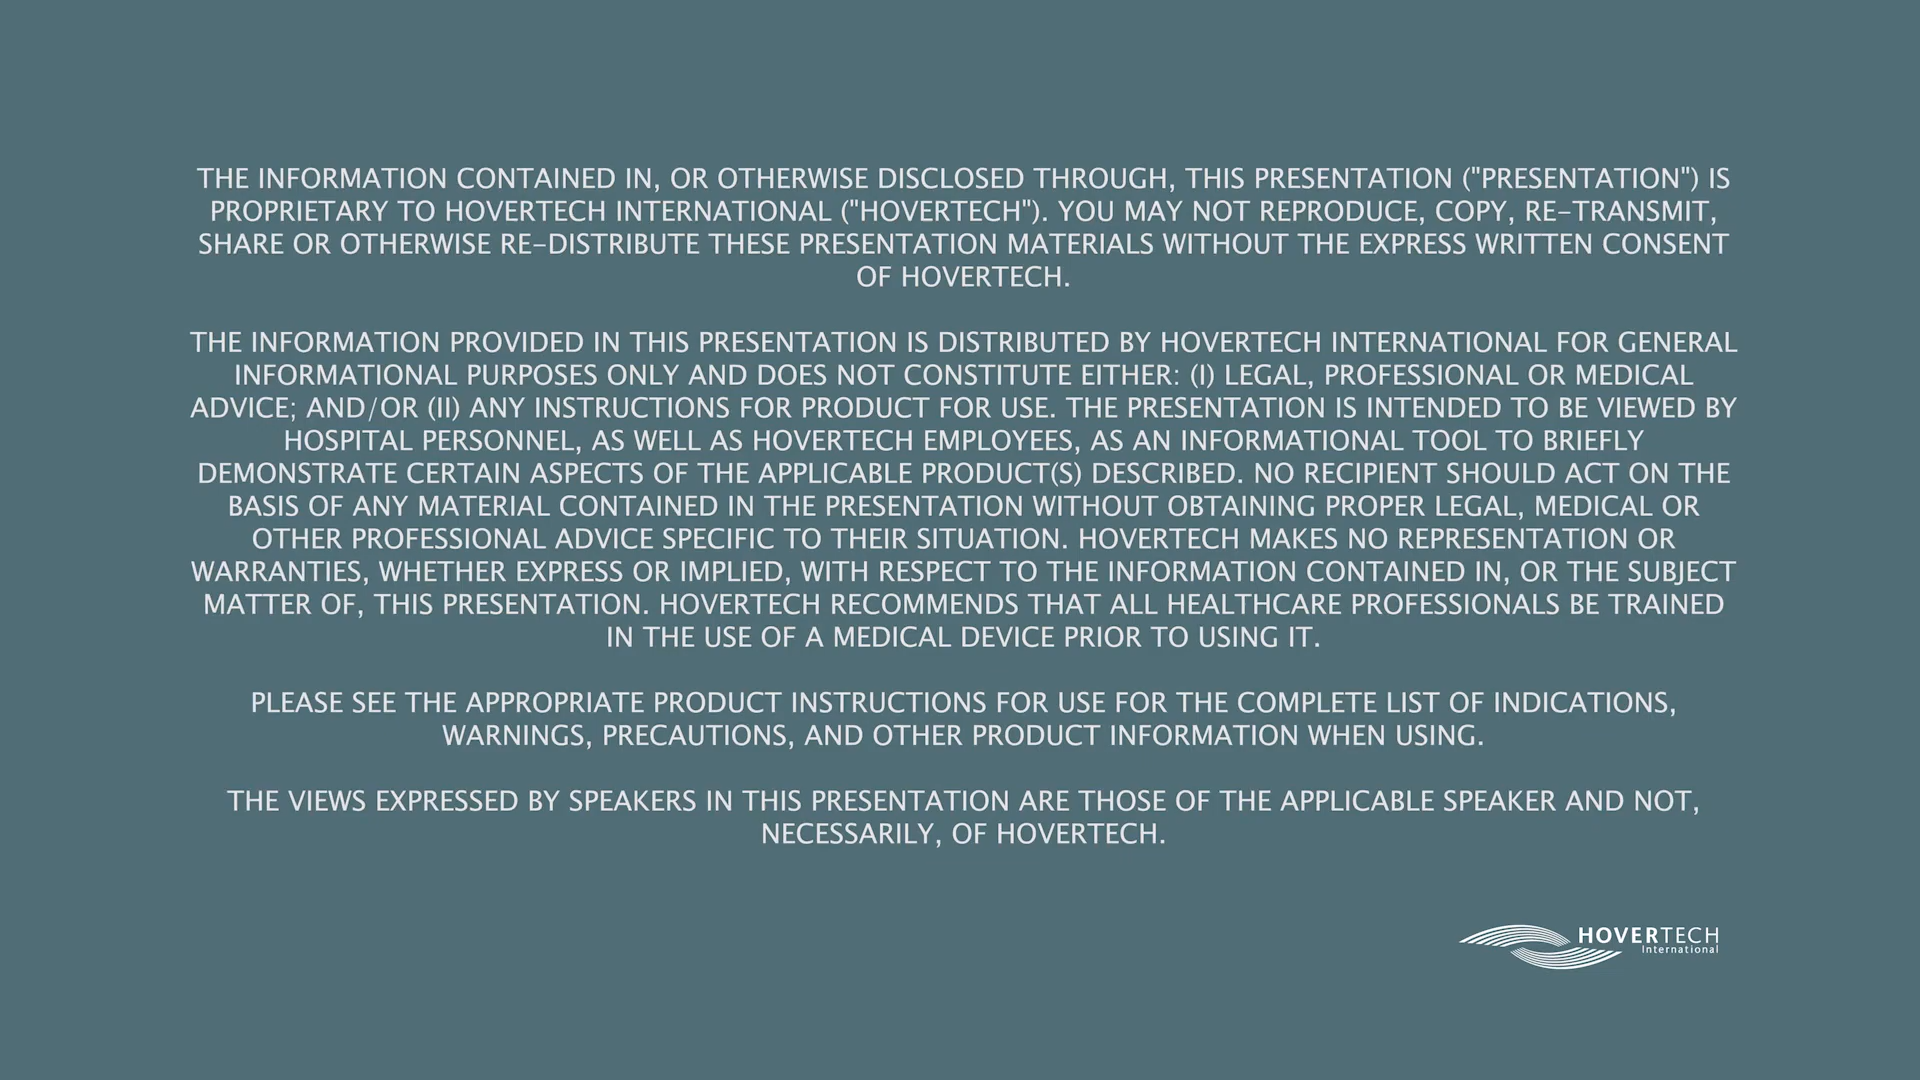 THE INFORMATION CONTAINED IN, OR OTHERWISE DISCLOSED THROUGH, THIS PRESENTATION ("PRESENTATION") IS
PROPRIETARY TO HOVERTECH INTERNATIONAL ("HOVERTECH"). YOU MAY NOT REPRODUCE, COPY, RE-TRANSMIT,
SHARE OR OTHERWISE RE-DISTRIBUTE THESE PRESENTATION MATERIALS WITHOUT THE EXPRESS WRITTEN CONSENT
OF HOVERTECH.
THE INFORMATION PROVIDED IN THIS PRESENTATION IS DISTRIBUTED BY HOVERTECH INTERNATIONAL FOR GENERAL
INFORMATIONAL PURPOSES ONLY AND DOES NOT CONSTITUTE EITHER: (I) LEGAL, PROFESSIONAL OR MEDICAL
ADVICE; AND/OR (II) ANY INSTRUCTIONS FOR PRODUCT FOR USE. THE PRESENTATION IS INTENDED TO BE VIEWED BY
HOSPITAL PERSONNEL, AS WELL AS HOVERTECH EMPLOYEES, AS AN INFORMATIONAL TOOL TO BRIEFLY
DEMONSTRATE CERTAIN ASPECTS OF THE APPLICABLE PRODUCT(S) DESCRIBED. NO RECIPIENT SHOULD ACT ON THE
BASIS OF ANY MATERIAL CONTAINED IN THE PRESENTATION WITHOUT OBTAINING PROPER LEGAL, MEDICAL OR
OTHER PROFESSIONAL ADVICE SPECIFIC TO THEIR SITUATION. HOVERTECH MAKES NO REPRESENTATION OR
WARRANTIES, WHETHER EXPRESS OR IMPLIED, WITH RESPECT TO THE INFORMATION CONTAINED IN, OR THE SUBJECT
MATTER OF, THIS PRESENTATION. HOVERTECH RECOMMENDS THAT ALL HEALTHCARE PROFESSIONALS BE TRAINED
IN THE USE OF A MEDICAL DEVICE PRIOR TO USING IT.
PLEASE SEE THE APPROPRIATE PRODUCT INSTRUCTIONS FOR USE FOR THE COMPLETE LIST OF INDICATIONS,
WARNINGS, PRECAUTIONS, AND OTHER PRODUCT INFORMATION WHEN USING.
THE VIEWS EXPRESSED BY SPEAKERS IN THIS PRESENTATION ARE THOSE OF THE APPLICABLE SPEAKER AND NOT,
NECESSARILY, OF HOVERTECH.
HOVERTECH
International